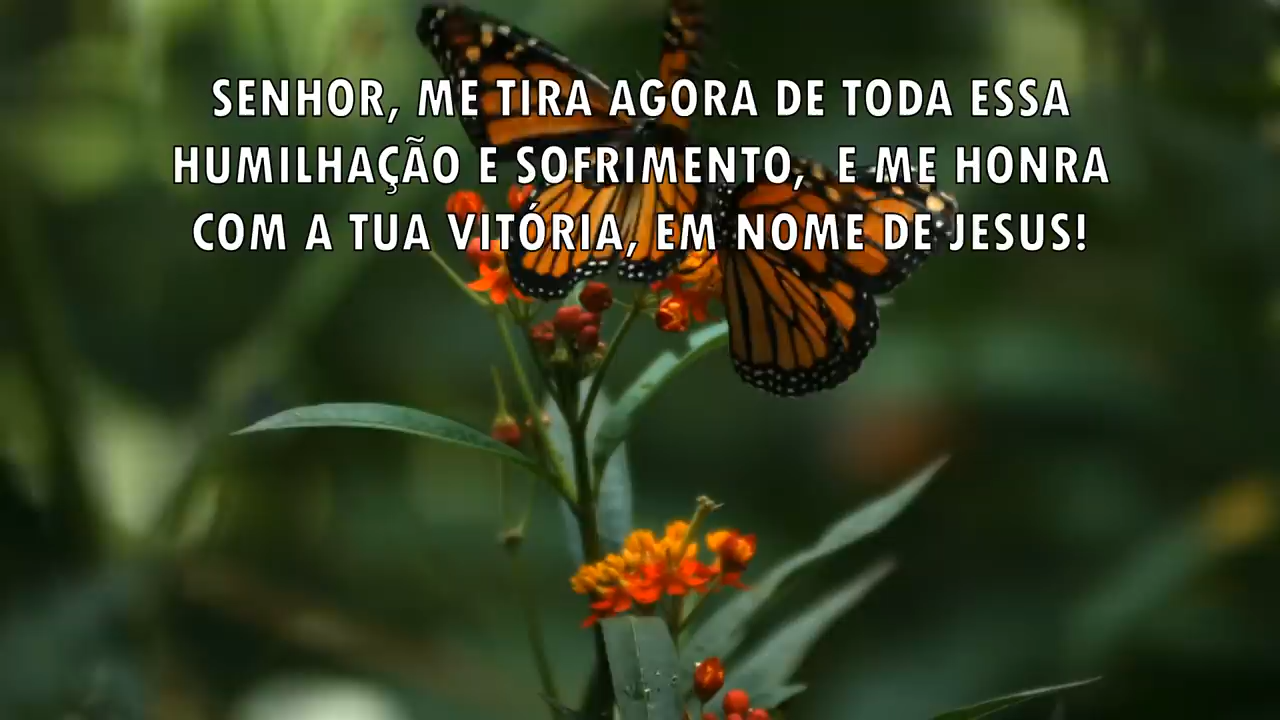 SENHOR, ME TIRA AGORA DE TODA ESSA
HUMILHAÇÃO E SOFRIMENTO, E ME HONRA
COM A TUA VITÓRIA, EM NOME DE JESUS!